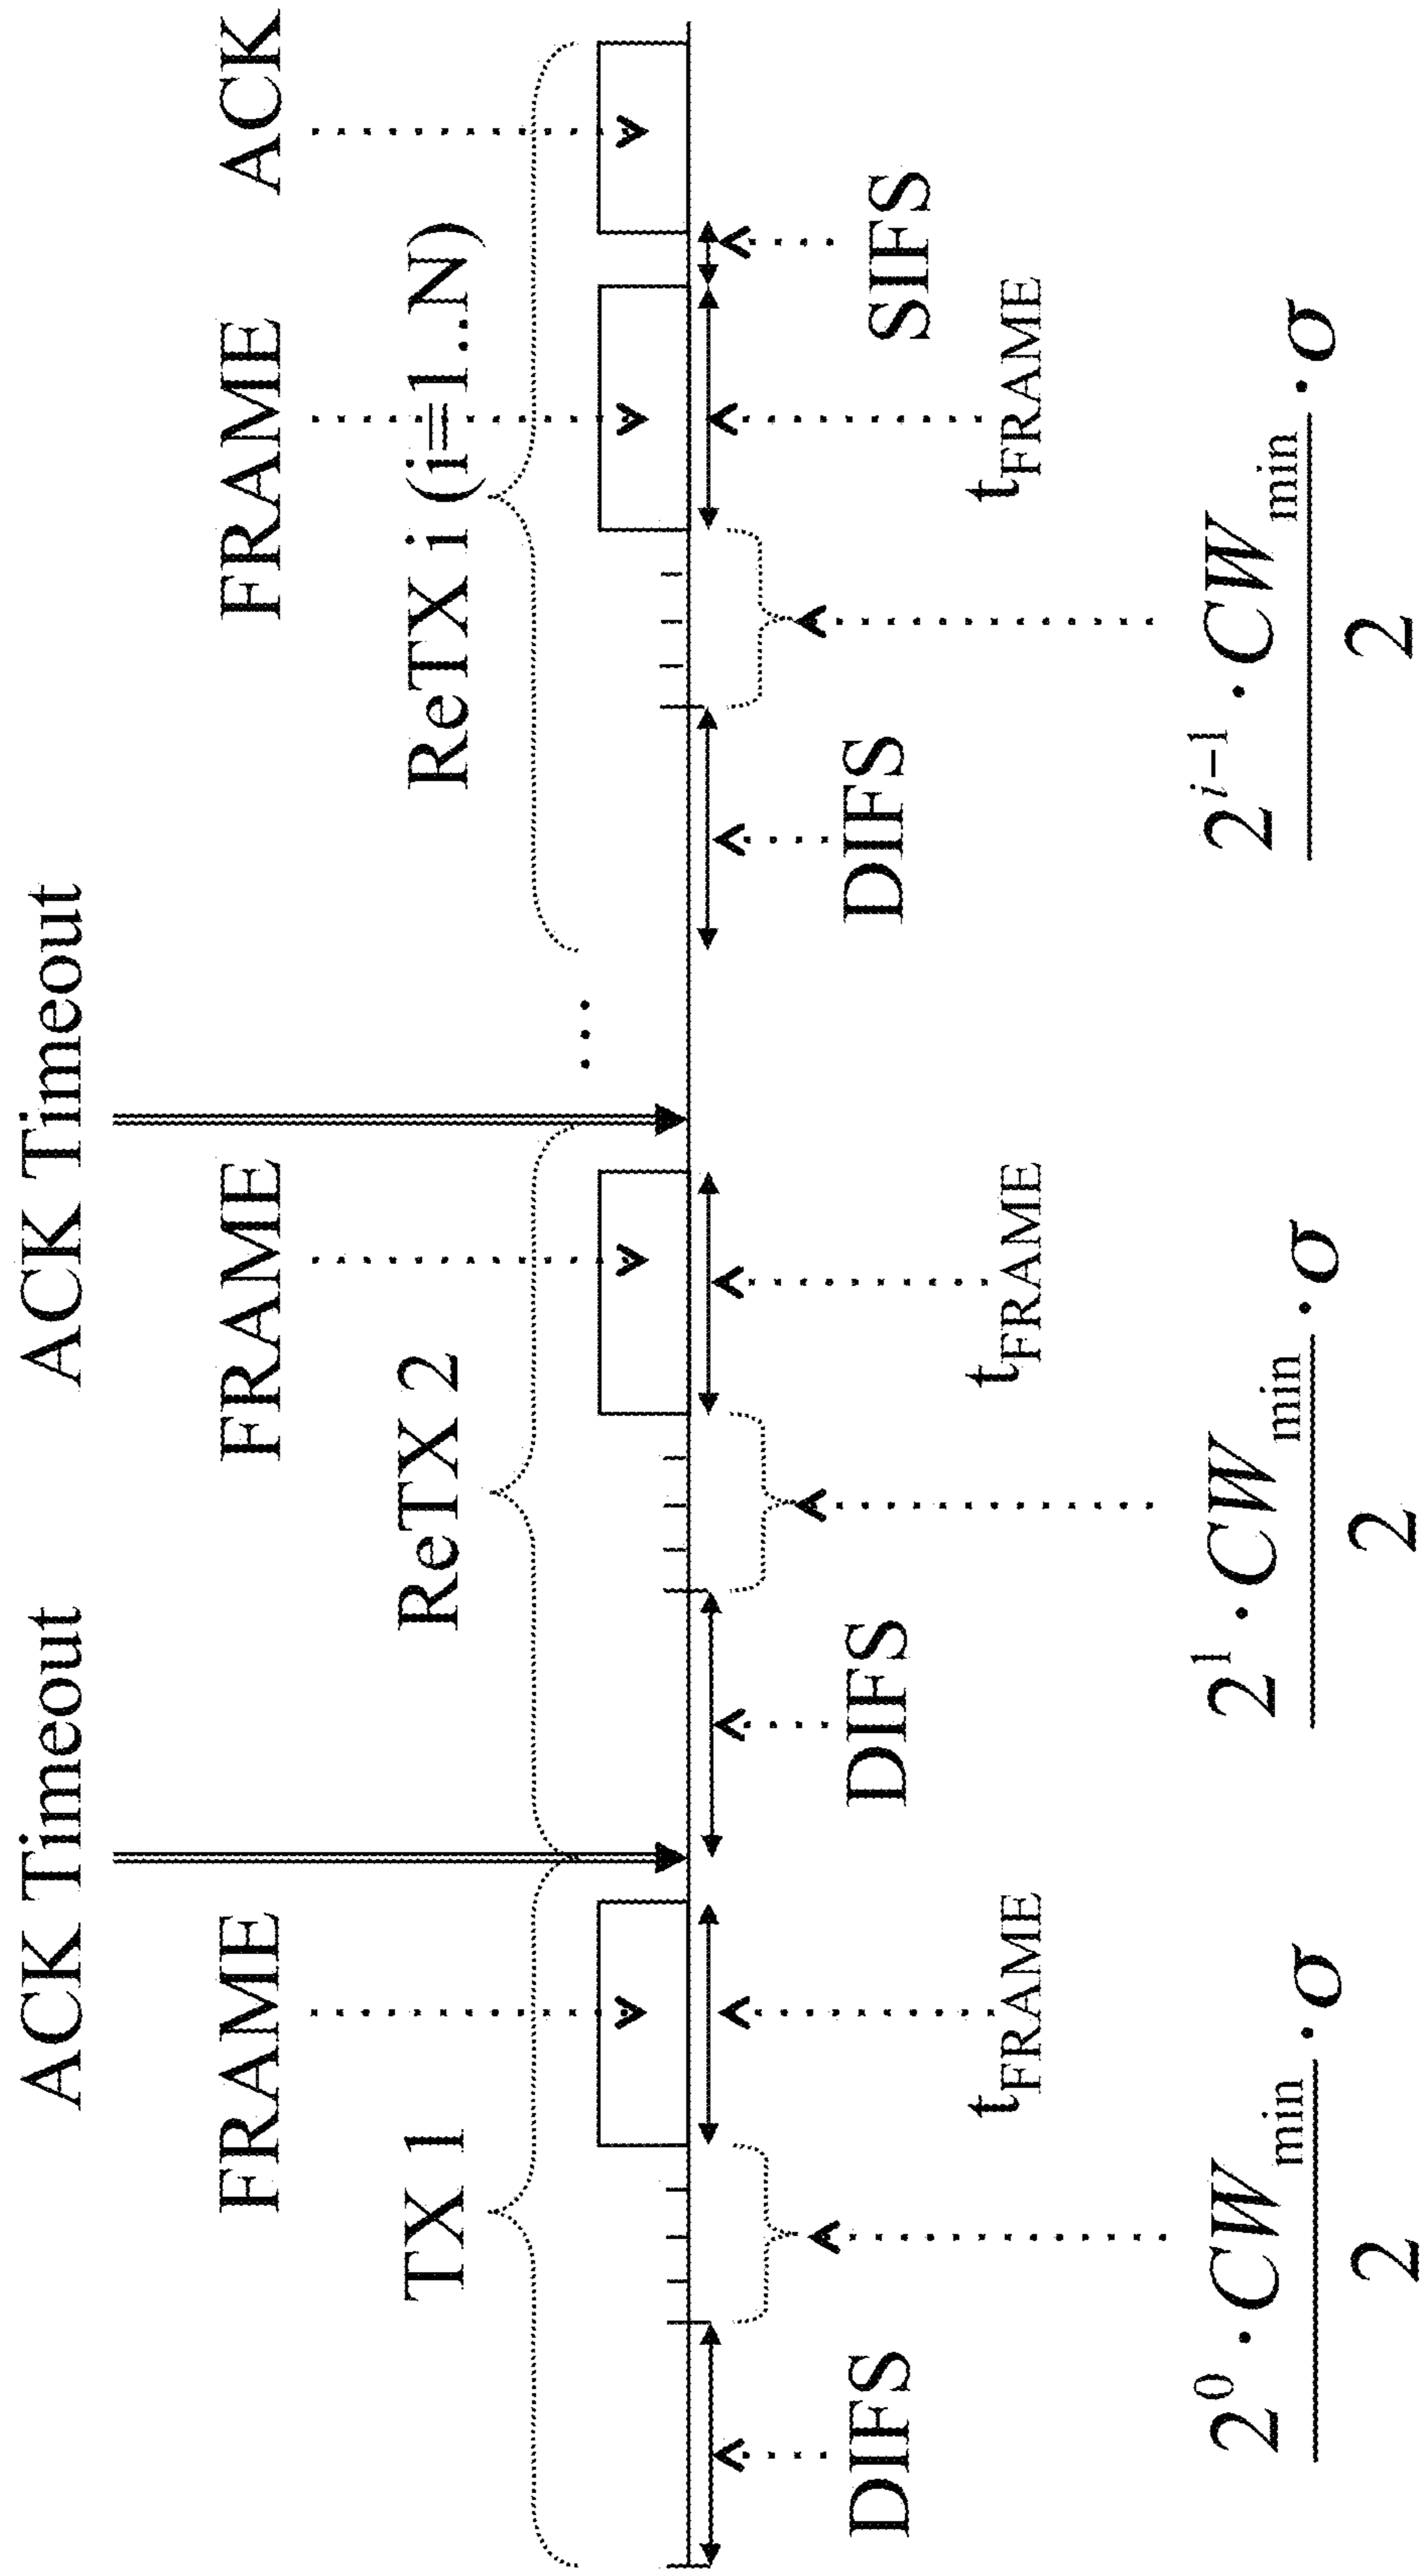 ACK Timeout
ACK Timeout
FRAME
FRAME
FRAME
ACK
TX 1
ReTX 2
ReTX i (i=1..N)
...
DIFS
DIFS
DIFS
SIFS
t_FRAME
t_FRAME
t_FRAME
2^0 · CW_min / 2 · σ
2^1 · CW_min / 2 · σ
2^{i−1} · CW_min / 2 · σ